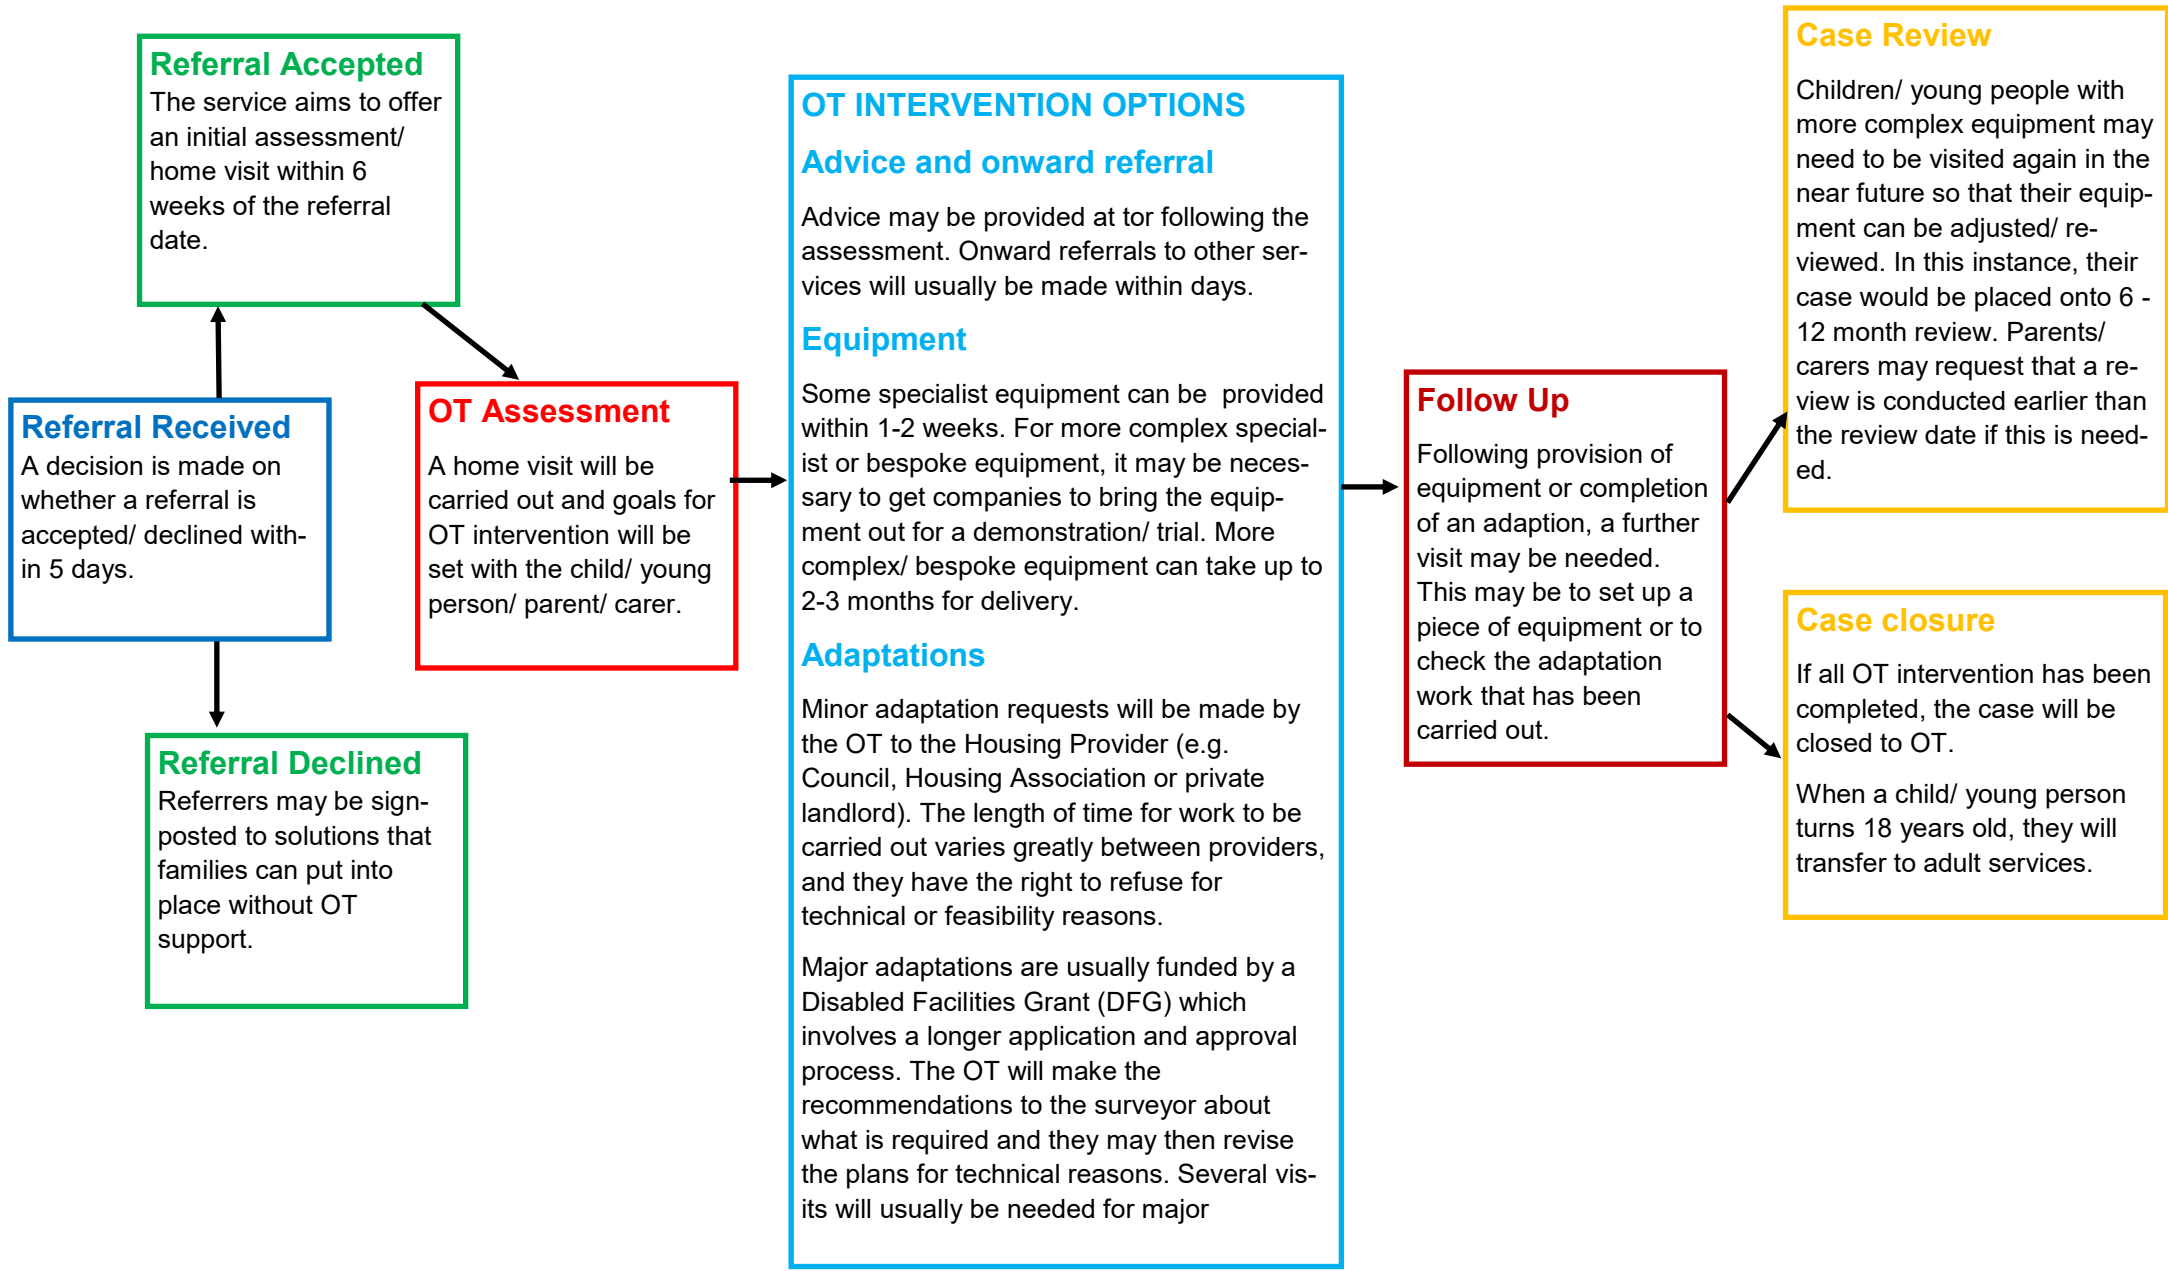 Referral Accepted
The service aims to offer
an initial assessment/
home visit within 6
weeks of the referral
date.
Referral Received
A decision is made on
whether a referral is
accepted/ declined with-
in 5 days.
Referral Declined
Referrers may be sign-
posted to solutions that
families can put into
place without OT
support.
OT Assessment
A home visit will be
carried out and goals for
OT intervention will be
set with the child/ young
person/ parent/ carer.
OT INTERVENTION OPTIONS
Advice and onward referral
Advice may be provided at tor following the
assessment. Onward referrals to other ser-
vices will usually be made within days.
Equipment
Some specialist equipment can be  provided
within 1-2 weeks. For more complex special-
ist or bespoke equipment, it may be neces-
sary to get companies to bring the equip-
ment out for a demonstration/ trial. More
complex/ bespoke equipment can take up to
2-3 months for delivery.
Adaptations
Minor adaptation requests will be made by
the OT to the Housing Provider (e.g.
Council, Housing Association or private
landlord). The length of time for work to be
carried out varies greatly between providers,
and they have the right to refuse for
technical or feasibility reasons.
Major adaptations are usually funded by a
Disabled Facilities Grant (DFG) which
involves a longer application and approval
process. The OT will make the
recommendations to the surveyor about
what is required and they may then revise
the plans for technical reasons. Several vis-
its will usually be needed for major
Follow Up
Following provision of
equipment or completion
of an adaption, a further
visit may be needed.
This may be to set up a
piece of equipment or to
check the adaptation
work that has been
carried out.
Case Review
Children/ young people with
more complex equipment may
need to be visited again in the
near future so that their equip-
ment can be adjusted/ re-
viewed. In this instance, their
case would be placed onto 6 -
12 month review. Parents/
carers may request that a re-
view is conducted earlier than
the review date if this is need-
ed.
Case closure
If all OT intervention has been
completed, the case will be
closed to OT.
When a child/ young person
turns 18 years old, they will
transfer to adult services.